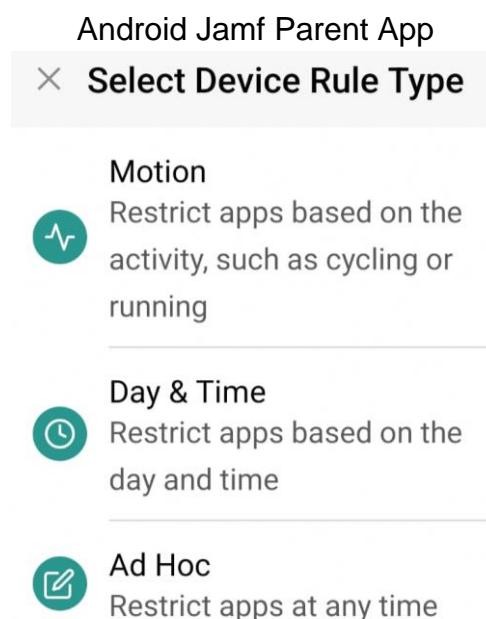 Android Jamf Parent App
Select Device Rule Type
Motion
Restrict apps based on the
activity, such as cycling or
running
Day & Time
Restrict apps based on the
day and time
Ad Hoc
Restrict apps at any time